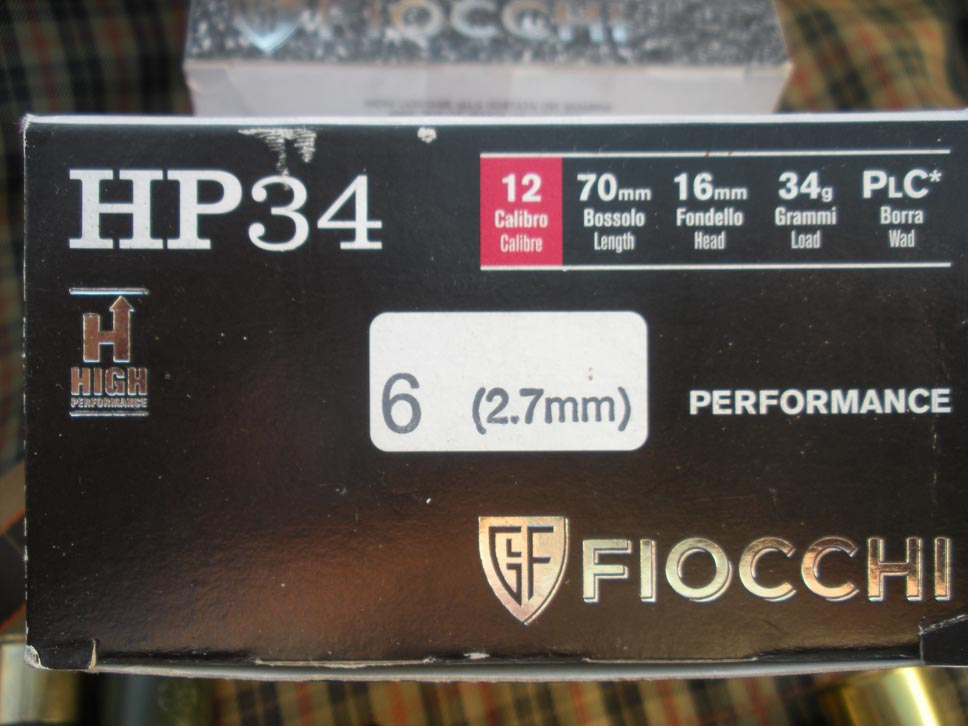 FIOCCHI
HP34
12 Calibro Calibre
70mm Bossolo Length
16mm Fondello Head
34g Grammi Load
PLC* Borra Wad
H
HIGH
PERFORMANCE
6 (2.7mm)
PERFORMANCE
GF FIOCCHI